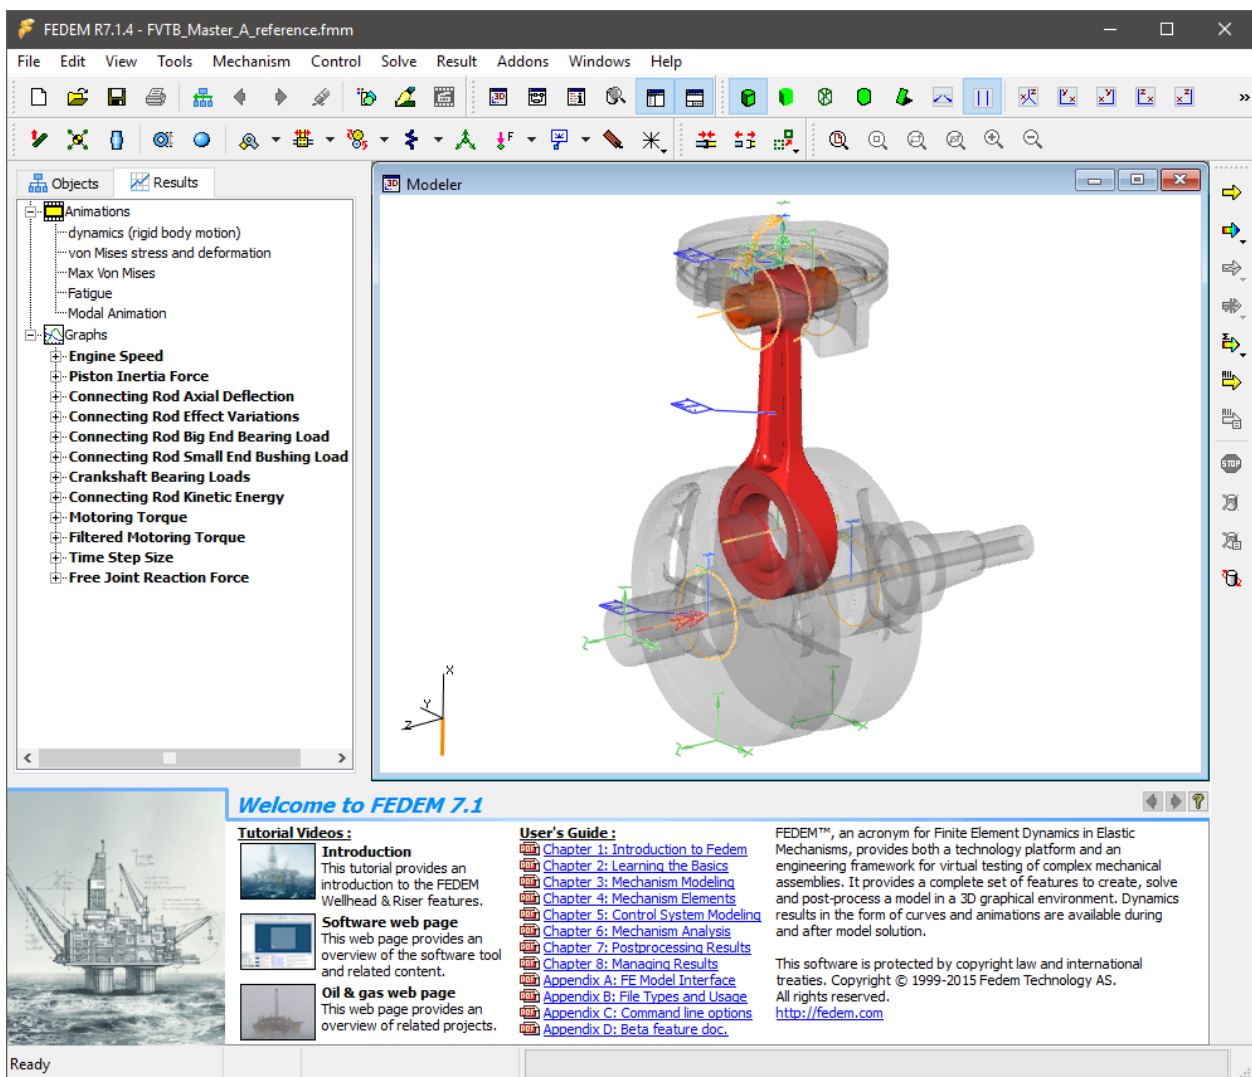 FEDEM R7.1.4 - FVTB_Master_A_reference.fmm
File Edit View Tools Mechanism Control Solve Result Addons Windows Help
Objects Results
Animations
dynamics (rigid body motion)
von Mises stress and deformation
Max Von Mises
Fatigue
Modal Animation
Graphs
Engine Speed
Piston Inertia Force
Connecting Rod Axial Deflection
Connecting Rod Effect Variations
Connecting Rod Big End Bearing Load
Connecting Rod Small End Bushing Load
Crankshaft Bearing Loads
Connecting Rod Kinetic Energy
Motoring Torque
Filtered Motoring Torque
Time Step Size
Free Joint Reaction Force
Modeler
X
Y
Z
Welcome to FEDEM 7.1
Tutorial Videos :
Introduction
This tutorial provides an
introduction to the FEDEM
Wellhead & Riser features.
Software web page
This web page provides an
overview of the software tool
and related content.
Oil & gas web page
This web page provides an
overview of related projects.
User's Guide :
Chapter 1: Introduction to Fedem
Chapter 2: Learning the Basics
Chapter 3: Mechanism Modeling
Chapter 4: Mechanism Elements
Chapter 5: Control System Modeling
Chapter 6: Mechanism Analysis
Chapter 7: Postprocessing Results
Chapter 8: Managing Results
Appendix A: FE Model Interface
Appendix B: File Types and Usage
Appendix C: Command line options
Appendix D: Beta feature doc.
FEDEM™, an acronym for Finite Element Dynamics in Elastic
Mechanisms, provides both a technology platform and an
engineering framework for virtual testing of complex mechanical
assemblies. It provides a complete set of features to create, solve
and post-process a model in a 3D graphical environment. Dynamics
results in the form of curves and animations are available during
and after model solution.
This software is protected by copyright law and international
treaties. Copyright © 1999-2015 Fedem Technology AS.
All rights reserved.
http://fedem.com
Ready